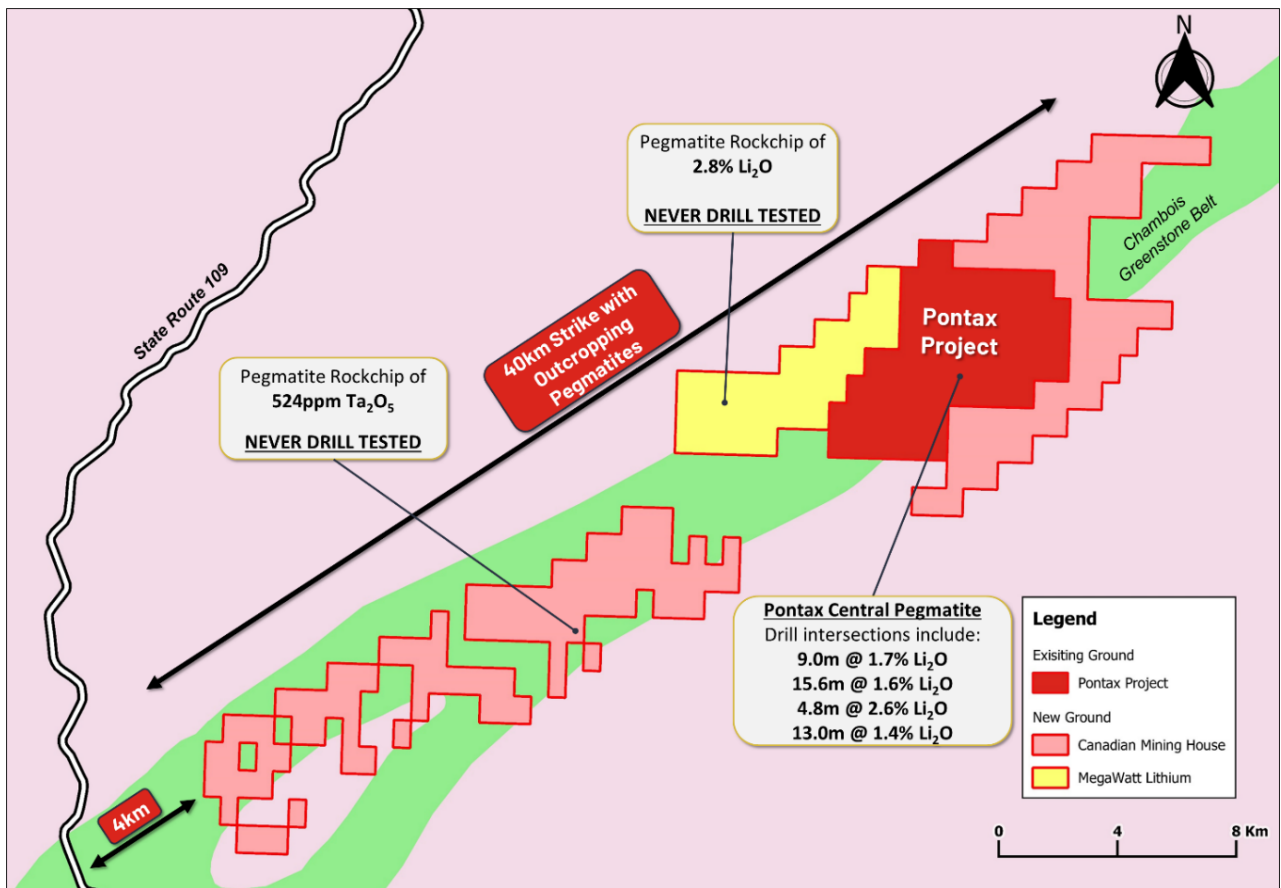 N
Pegmatite Rockchip of
2.8% Li₂O
NEVER DRILL TESTED
Chambois
Greenstone Belt
State Route 109
40km Strike with
Outcropping
Pegmatites
Pontax
Project
Pegmatite Rockchip of
524ppm Ta₂O₅
NEVER DRILL TESTED
Pontax Central Pegmatite
Drill intersections include:
9.0m @ 1.7% Li₂O
15.6m @ 1.6% Li₂O
4.8m @ 2.6% Li₂O
13.0m @ 1.4% Li₂O
Legend
Exisiting Ground
Pontax Project
New Ground
Canadian Mining House
MegaWatt Lithium
4km
0 4 8 Km